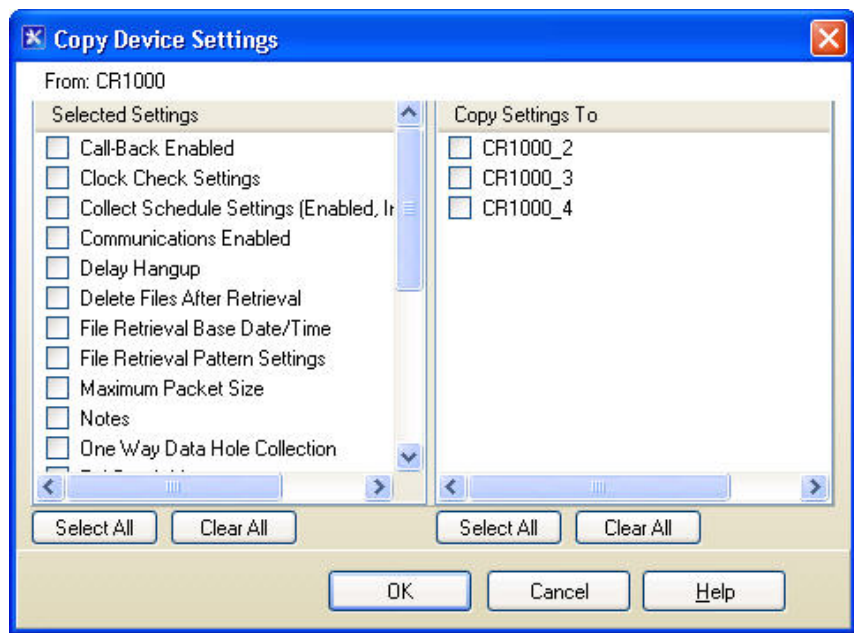 Copy Device Settings
From: CR1000
Selected Settings
Call-Back Enabled
Clock Check Settings
Collect Schedule Settings (Enabled, Ir
Communications Enabled
Delay Hangup
Delete Files After Retrieval
File Retrieval Base Date/Time
File Retrieval Pattern Settings
Maximum Packet Size
Notes
One Way Data Hole Collection
Select All Clear All
Copy Settings To
CR1000_2
CR1000_3
CR1000_4
Select All Clear All
OK Cancel Help